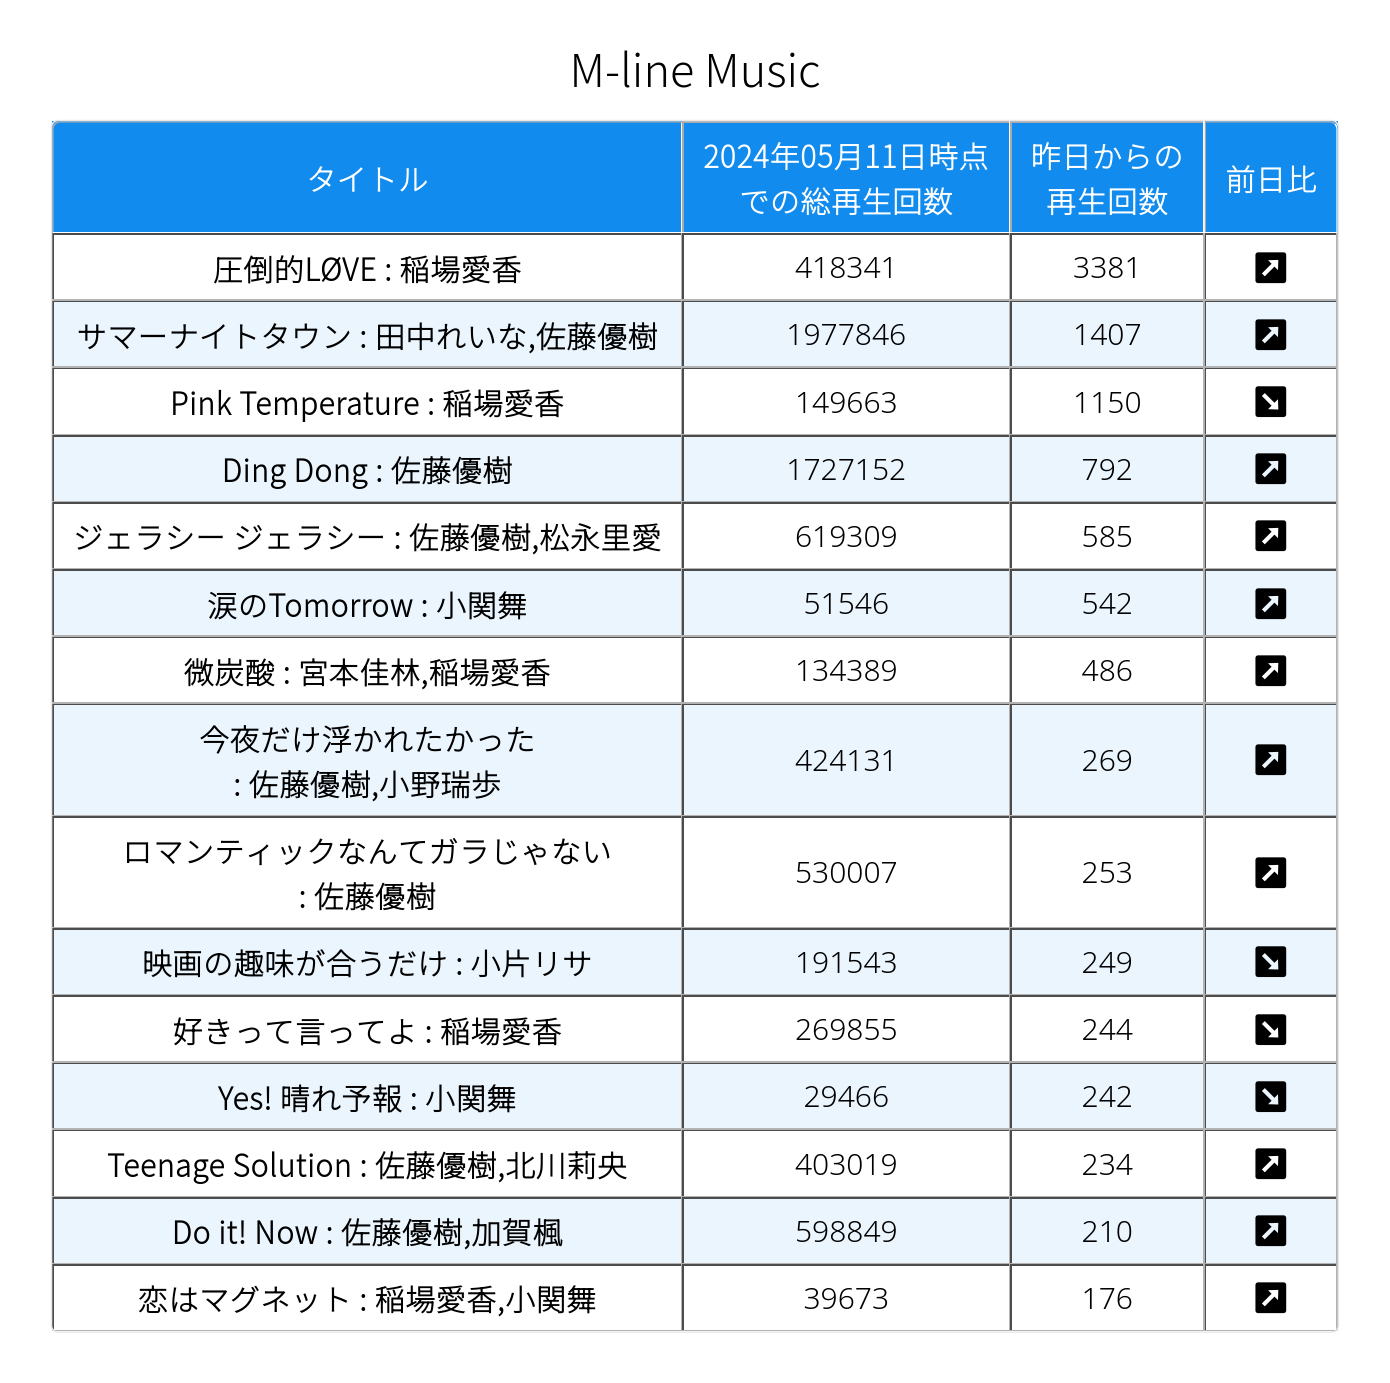 M-line Music
タイトル 2024年05月11日時点での総再生回数 昨日からの再生回数 前日比
圧倒的LØVE : 稲場愛香 418341 3381
サマーナイトタウン : 田中れいな,佐藤優樹 1977846 1407
Pink Temperature : 稲場愛香 149663 1150
Ding Dong : 佐藤優樹 1727152 792
ジェラシー ジェラシー : 佐藤優樹,松永里愛 619309 585
涙のTomorrow : 小関舞 51546 542
微炭酸 : 宮本佳林,稲場愛香 134389 486
今夜だけ浮かれたかった
: 佐藤優樹,小野瑞歩 424131 269
ロマンティックなんてガラじゃない
: 佐藤優樹 530007 253
映画の趣味が合うだけ : 小片リサ 191543 249
好きって言ってよ : 稲場愛香 269855 244
Yes! 晴れ予報 : 小関舞 29466 242
Teenage Solution : 佐藤優樹,北川莉央 403019 234
Do it! Now : 佐藤優樹,加賀楓 598849 210
恋はマグネット : 稲場愛香,小関舞 39673 176